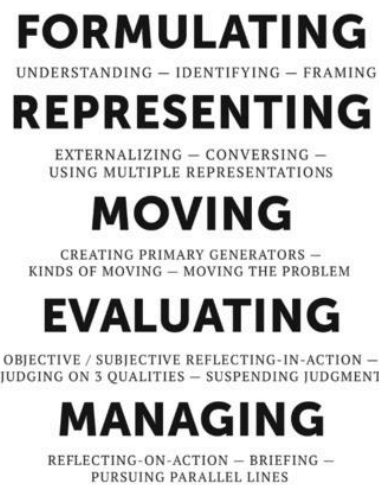 FORMULATING
UNDERSTANDING — IDENTIFYING — FRAMING
REPRESENTING
EXTERNALIZING — CONVERSING —
USING MULTIPLE REPRESENTATIONS
MOVING
CREATING PRIMARY GENERATORS —
KINDS OF MOVING — MOVING THE PROBLEM
EVALUATING
OBJECTIVE / SUBJECTIVE REFLECTING-IN-ACTION —
JUDGING ON 3 QUALITIES — SUSPENDING JUDGMENT
MANAGING
REFLECTING-ON-ACTION — BRIEFING —
PURSUING PARALLEL LINES